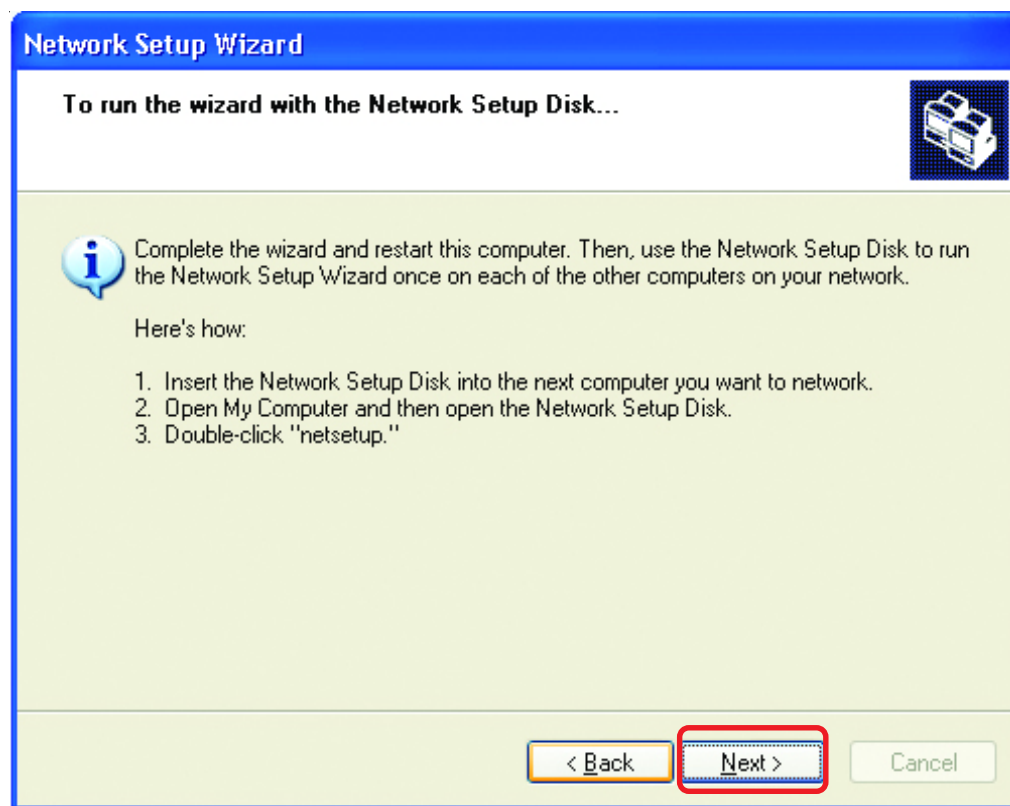 Network Setup Wizard
To run the wizard with the Network Setup Disk...
Complete the wizard and restart this computer. Then, use the Network Setup Disk to run
the Network Setup Wizard once on each of the other computers on your network.
Here's how:
1. Insert the Network Setup Disk into the next computer you want to network.
2. Open My Computer and then open the Network Setup Disk.
3. Double-click "netsetup."
< Back Next > Cancel